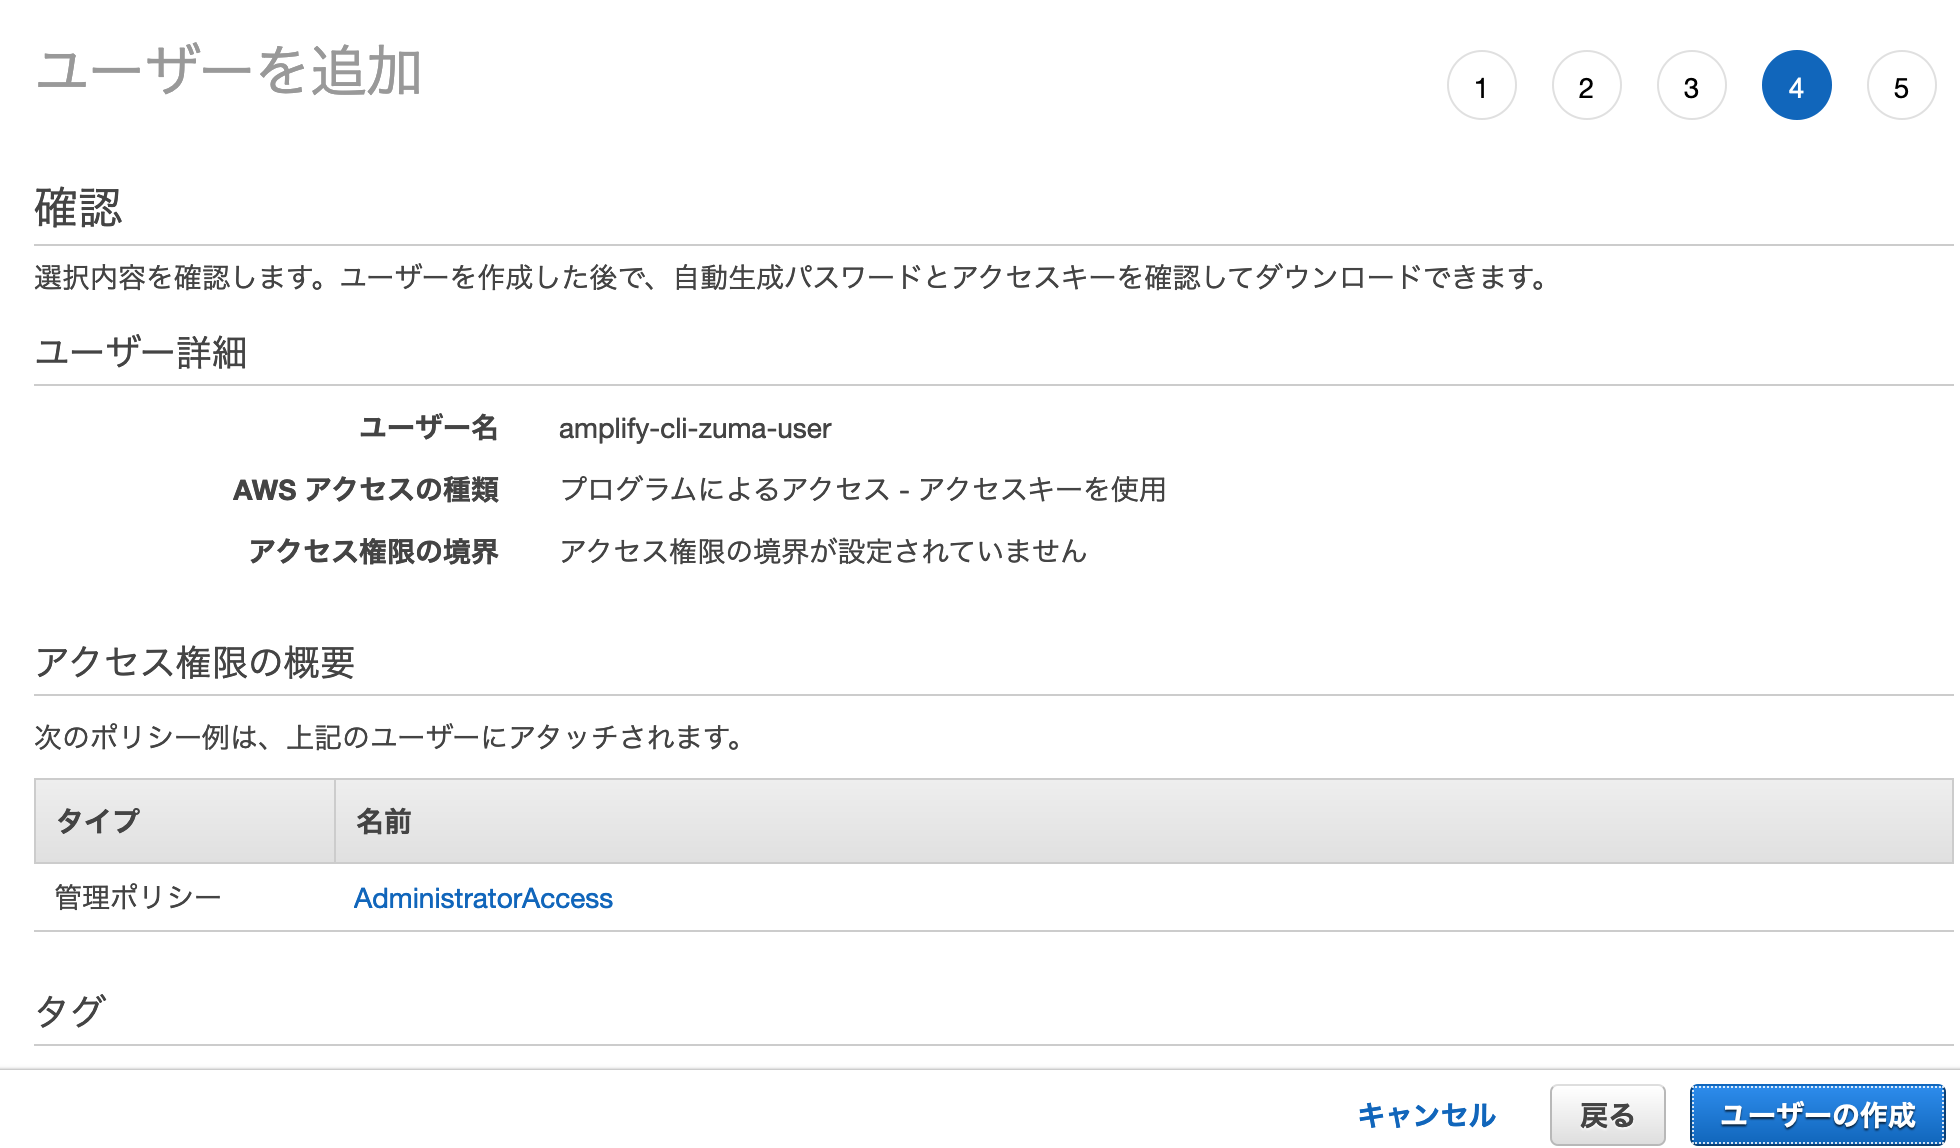 ユーザーを追加
1 2 3 4 5
確認
選択内容を確認します。ユーザーを作成した後で、自動生成パスワードとアクセスキーを確認してダウンロードできます。
ユーザー詳細
ユーザー名 amplify-cli-zuma-user
AWS アクセスの種類 プログラムによるアクセス - アクセスキーを使用
アクセス権限の境界 アクセス権限の境界が設定されていません
アクセス権限の概要
次のポリシー例は、上記のユーザーにアタッチされます。
タイプ 名前
管理ポリシー AdministratorAccess
タグ
キャンセル 戻る ユーザーの作成